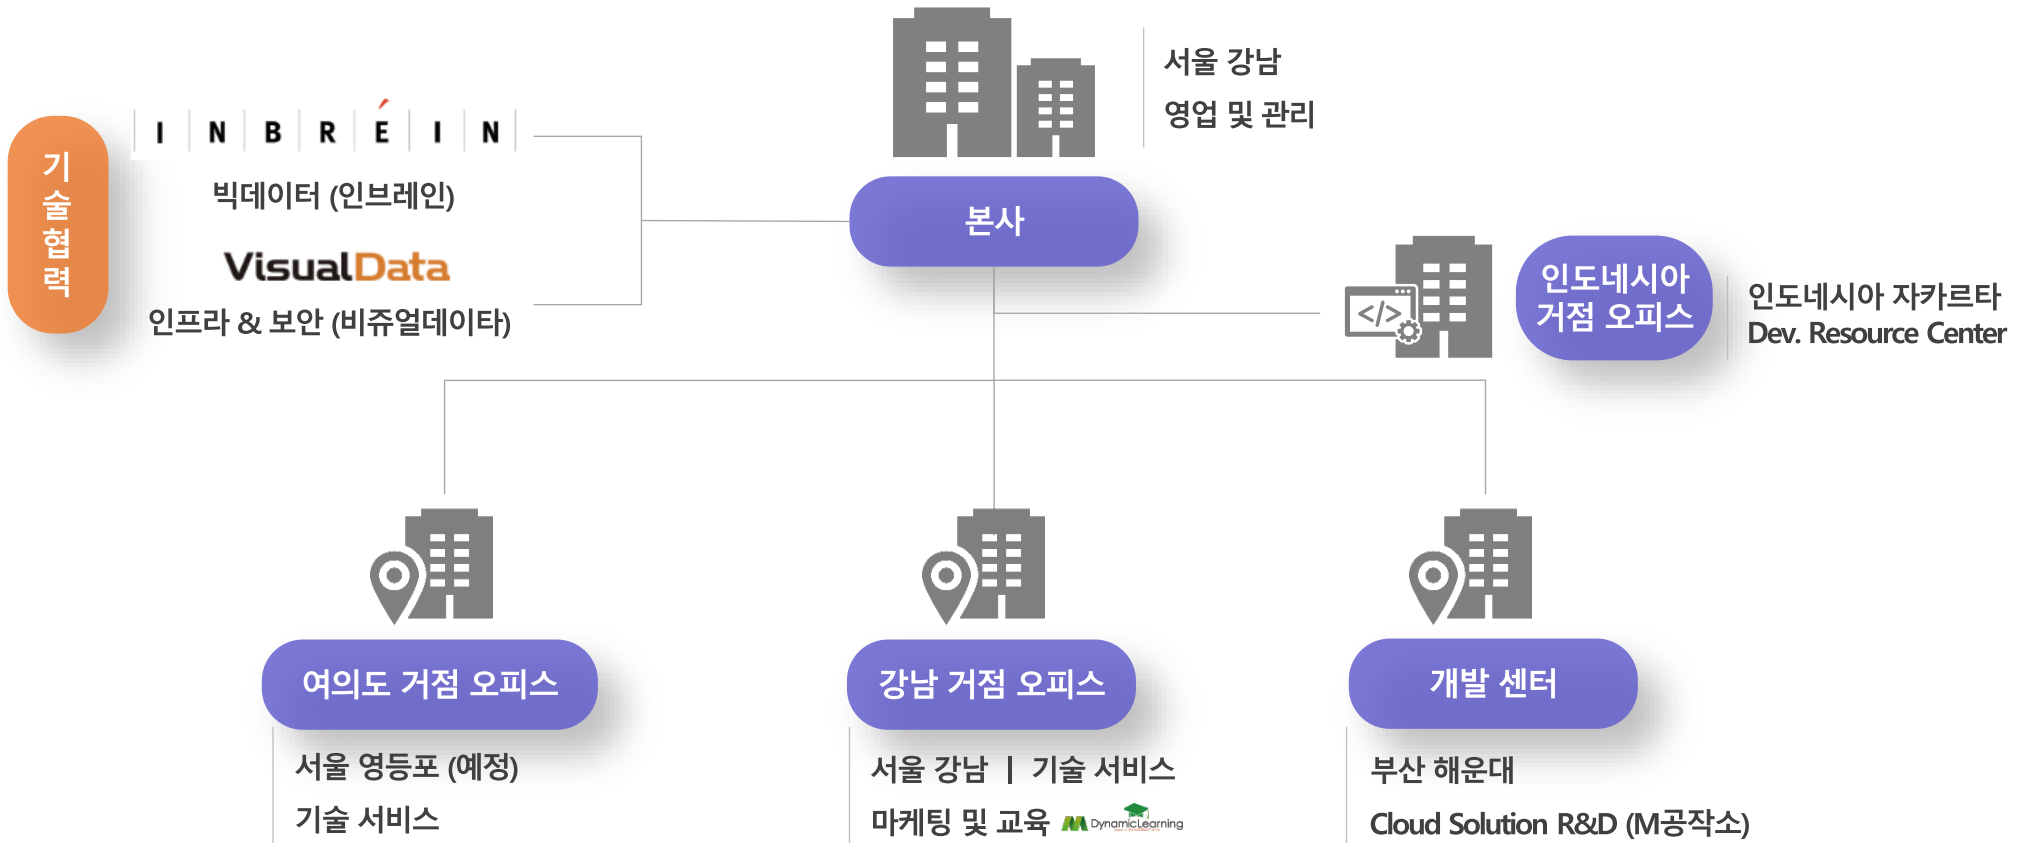 서울 강남
영업 및 관리
본사
기술협력
INBRÉIN
빅데이터 (인브레인)
VisualData
인프라 & 보안 (비쥬얼데이타)
인도네시아
거점 오피스
인도네시아 자카르타
Dev. Resource Center
여의도 거점 오피스
서울 영등포 (예정)
기술 서비스
강남 거점 오피스
서울 강남 | 기술 서비스
마케팅 및 교육 DynamicLearning
개발 센터
부산 해운대
Cloud Solution R&D (M공작소)